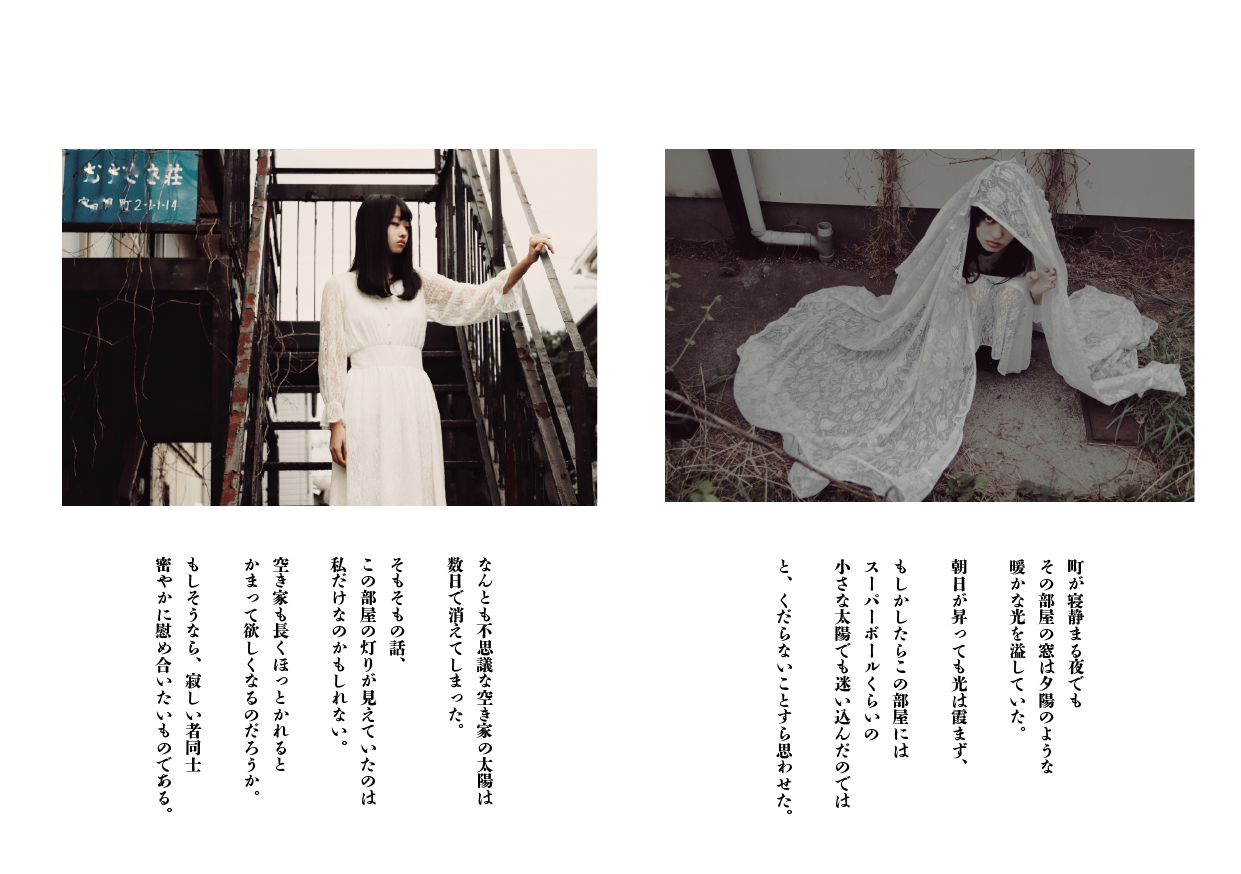 町が寝静まる夜でも
その部屋の窓は夕陽のような
暖かな光を溢していた。
朝日が昇っても光は霞まず、
もしかしたらこの部屋には
スーパーボールくらいの
小さな太陽でも迷い込んだのでは
と、くだらないことすら思わせた。
なんとも不思議な空き家の太陽は
数日で消えてしまった。
そもそもの話、
この部屋の灯りが見えていたのは
私だけなのかもしれない。
空き家も長くほっとかれると
かまって欲しくなるのだろうか。
もしそうなら、寂しい者同士
密やかに慰め合いたいものである。
荘
町2-1-1-14